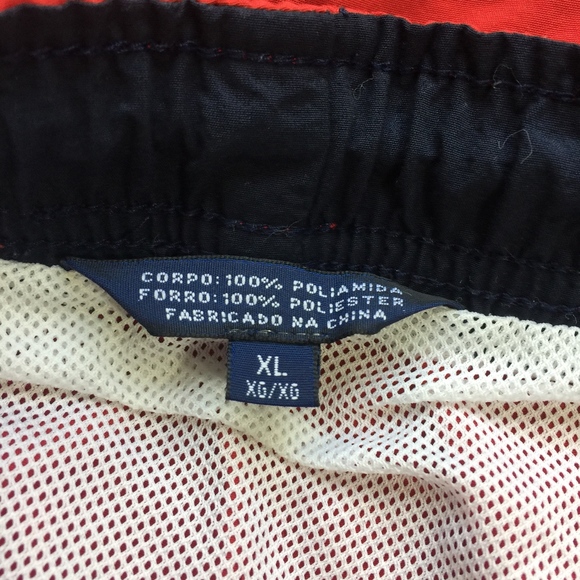 CORPO: 100% POLIAMIDA
FORRO: 100% POLIESTER
FABRICADO NA CHINA
XL
XG/XG